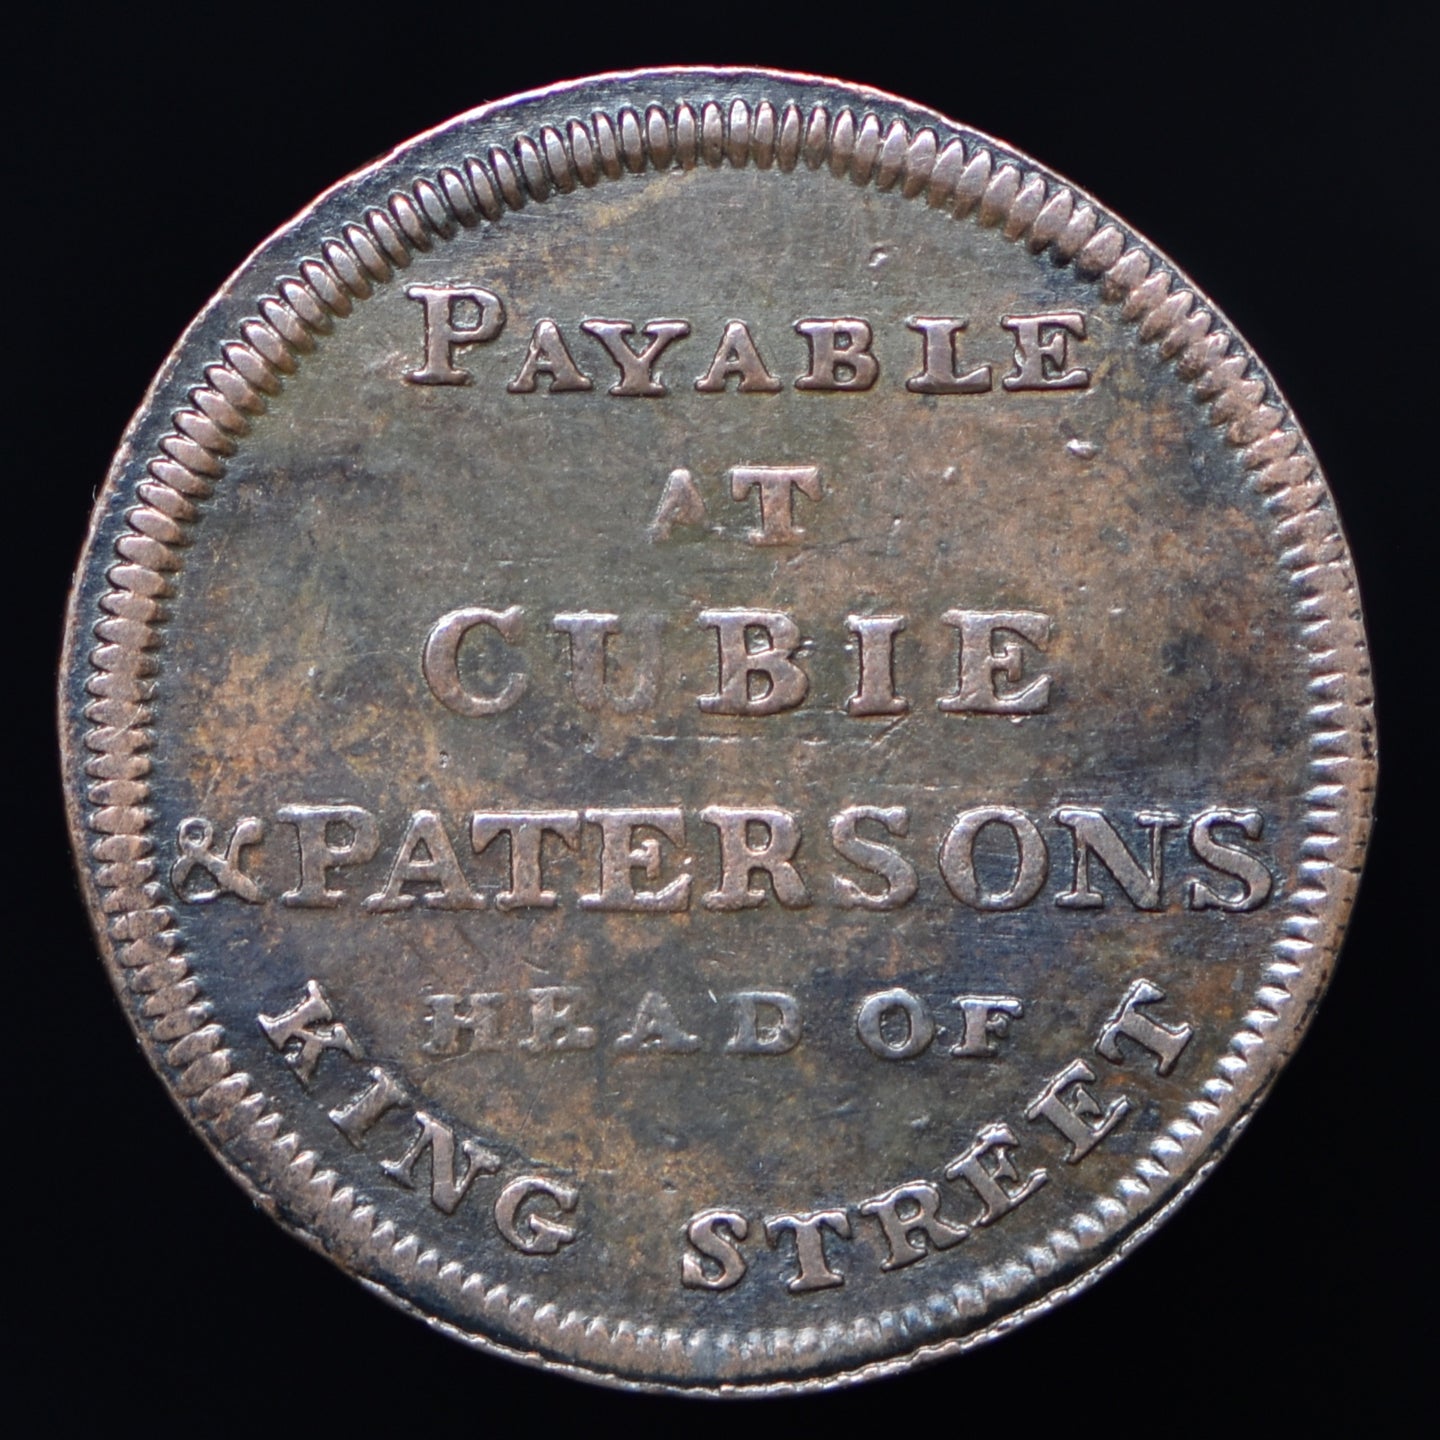 PAYABLE
AT
CUBIE
& PATERSONS
HEAD OF
KING STREET